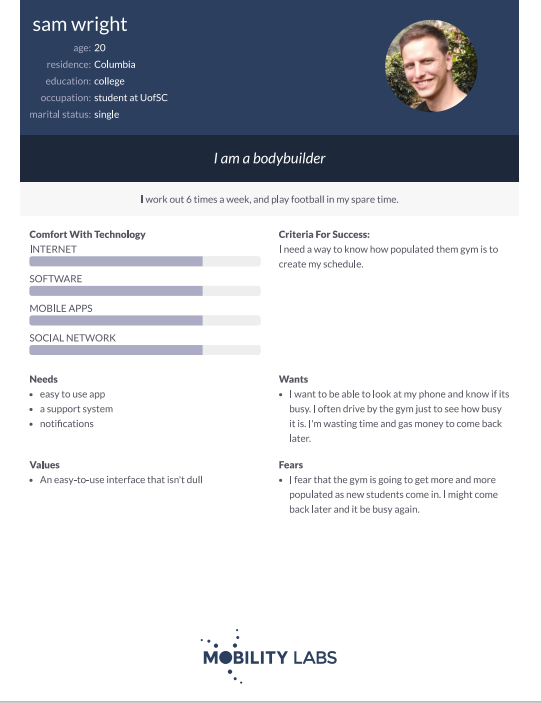 sam wright
age: 20
residence: Columbia
education: college
occupation: student at UofSC
marital status: single
I am a bodybuilder
I work out 6 times a week, and play football in my spare time.
Comfort With Technology
INTERNET
SOFTWARE
MOBILE APPS
SOCIAL NETWORK
Criteria For Success:
I need a way to know how populated them gym is to
create my schedule.
Needs
• easy to use app
• a support system
• notifications
Wants
• I want to be able to look at my phone and know if its
busy. I often drive by the gym just to see how busy
it is. I'm wasting time and gas money to come back
later.
Values
• An easy-to-use interface that isn't dull
Fears
• I fear that the gym is going to get more and more
populated as new students come in. I might come
back later and it be busy again.
MOBILITY LABS